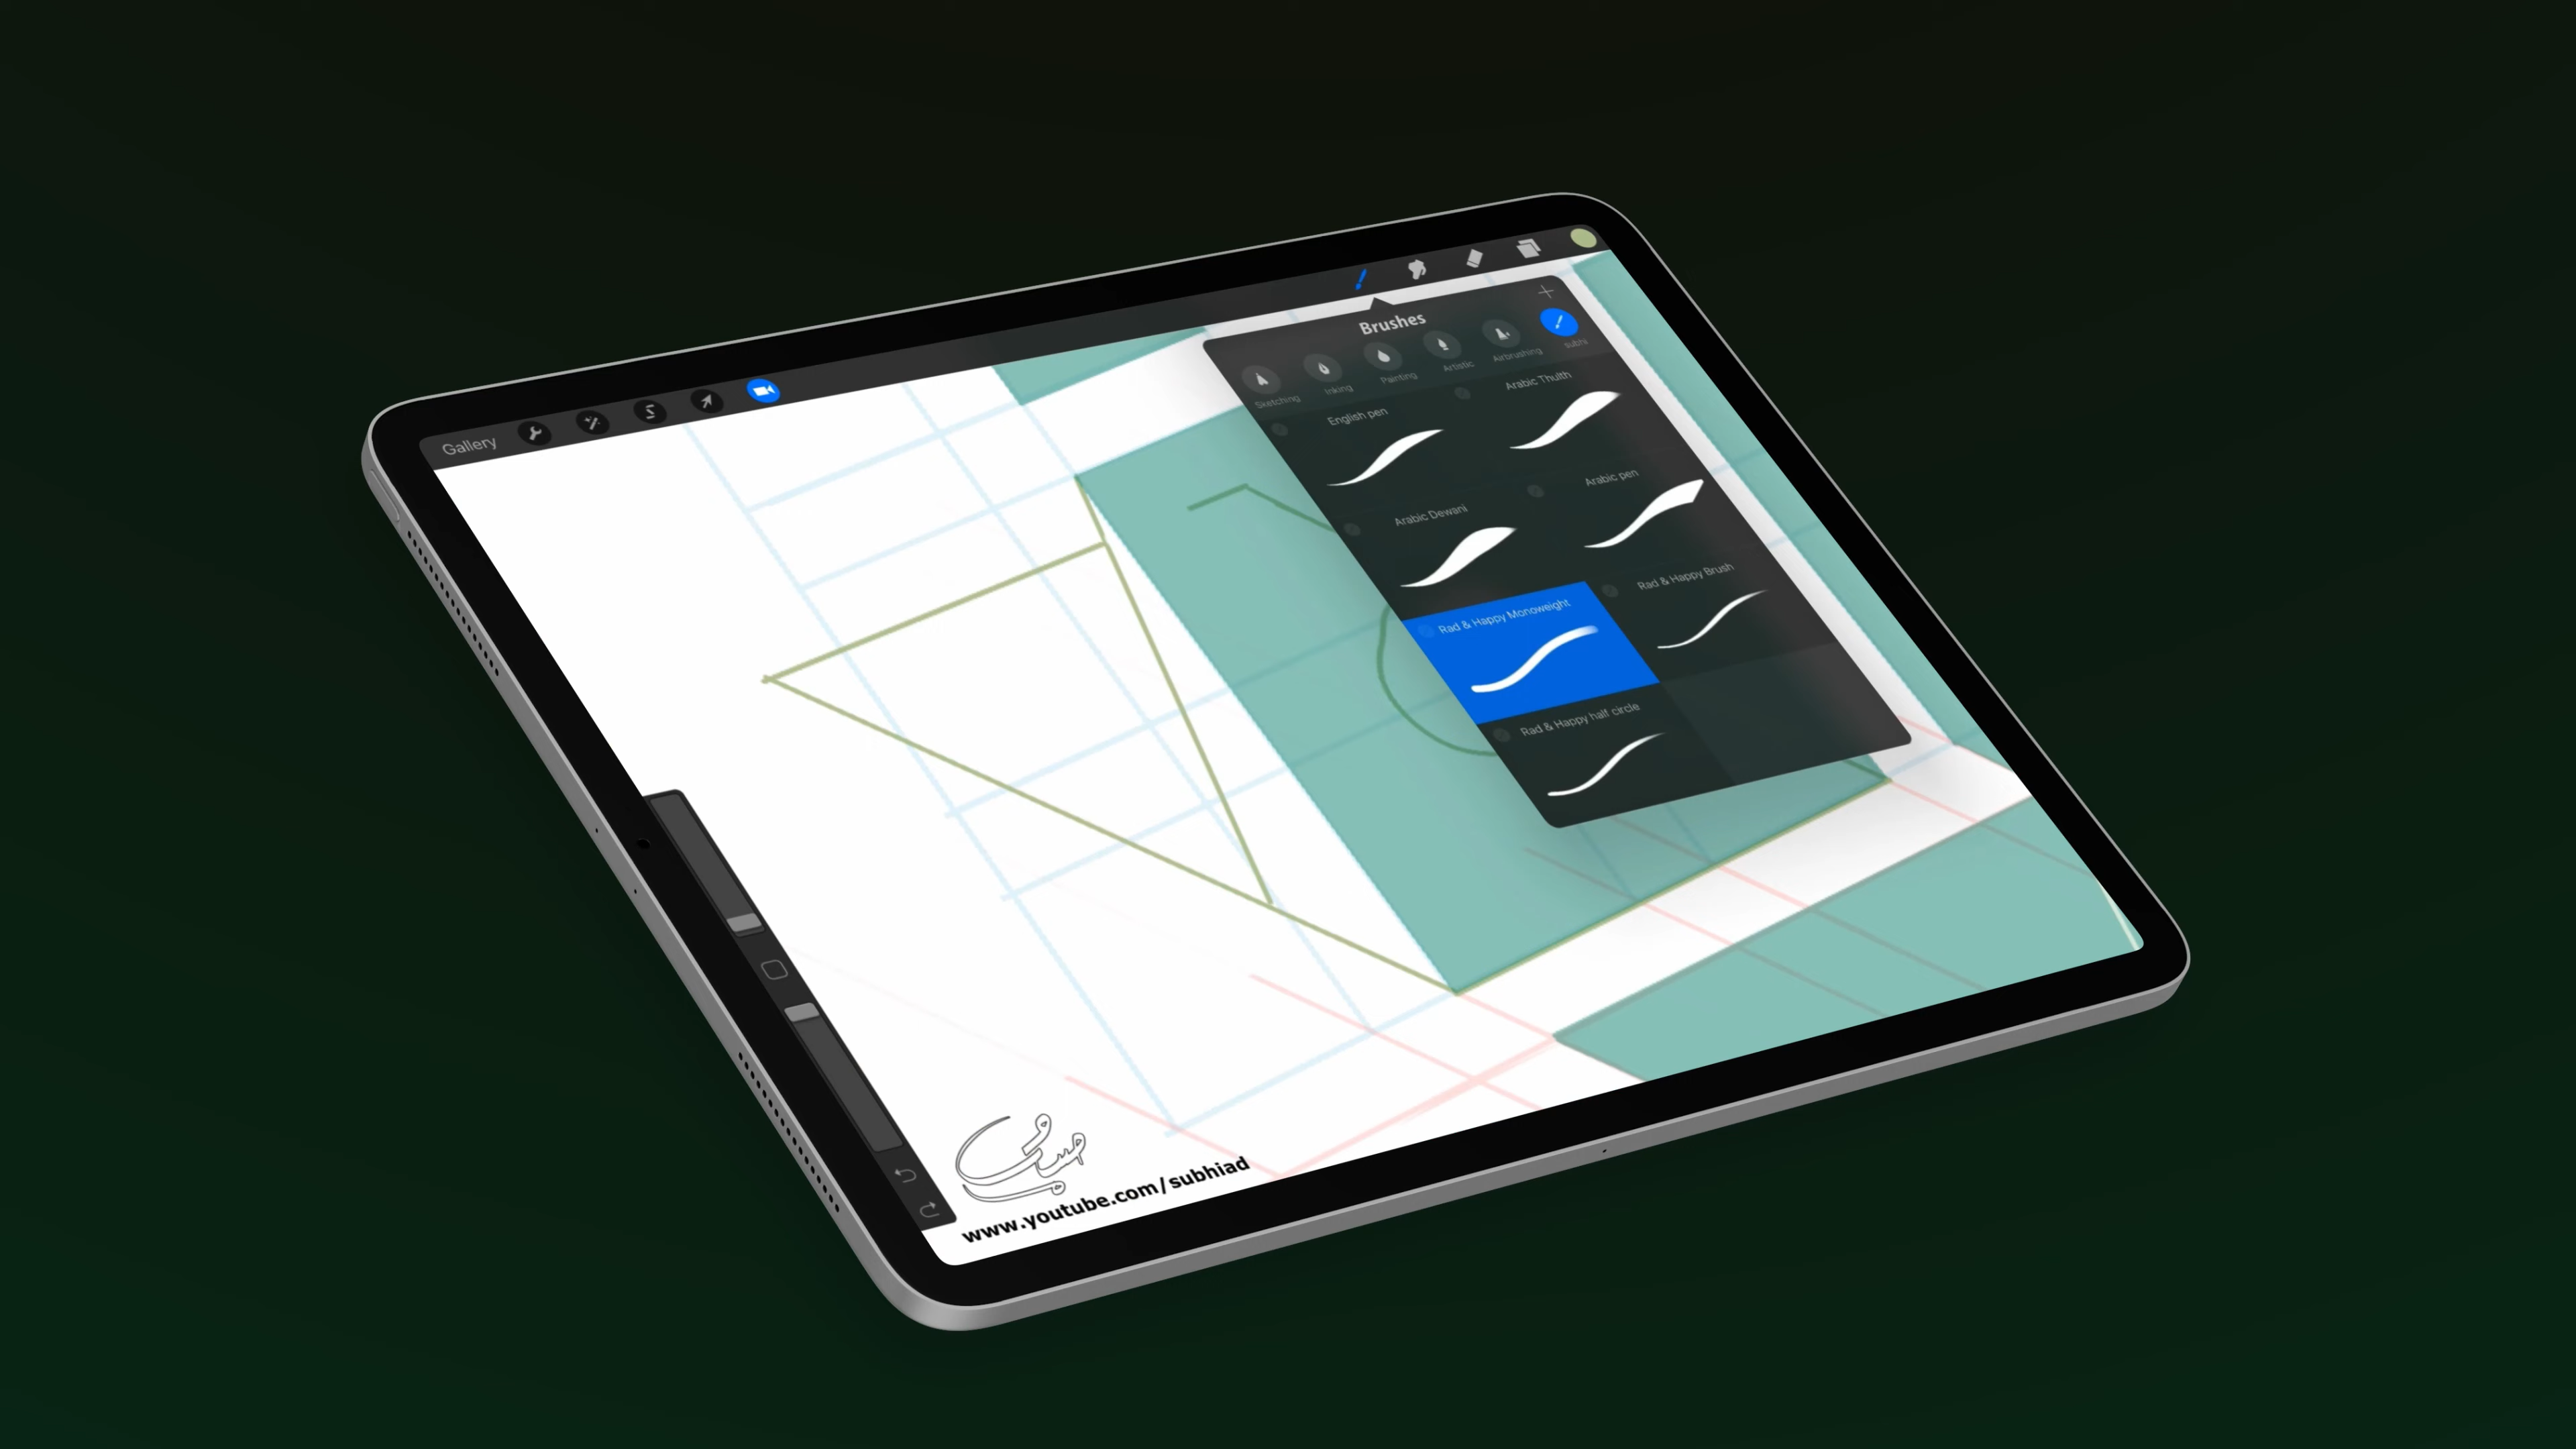 Gallery
Brushes
Sketching
Inking
Painting
Artistic
Airbrushing
subhi
English pen
Arabic Thulth
Arabic Dewani
Arabic pen
Rad & Happy Monoweight
Rad & Happy Brush
Rad & Happy half circle
www.youtube.com/subhiad